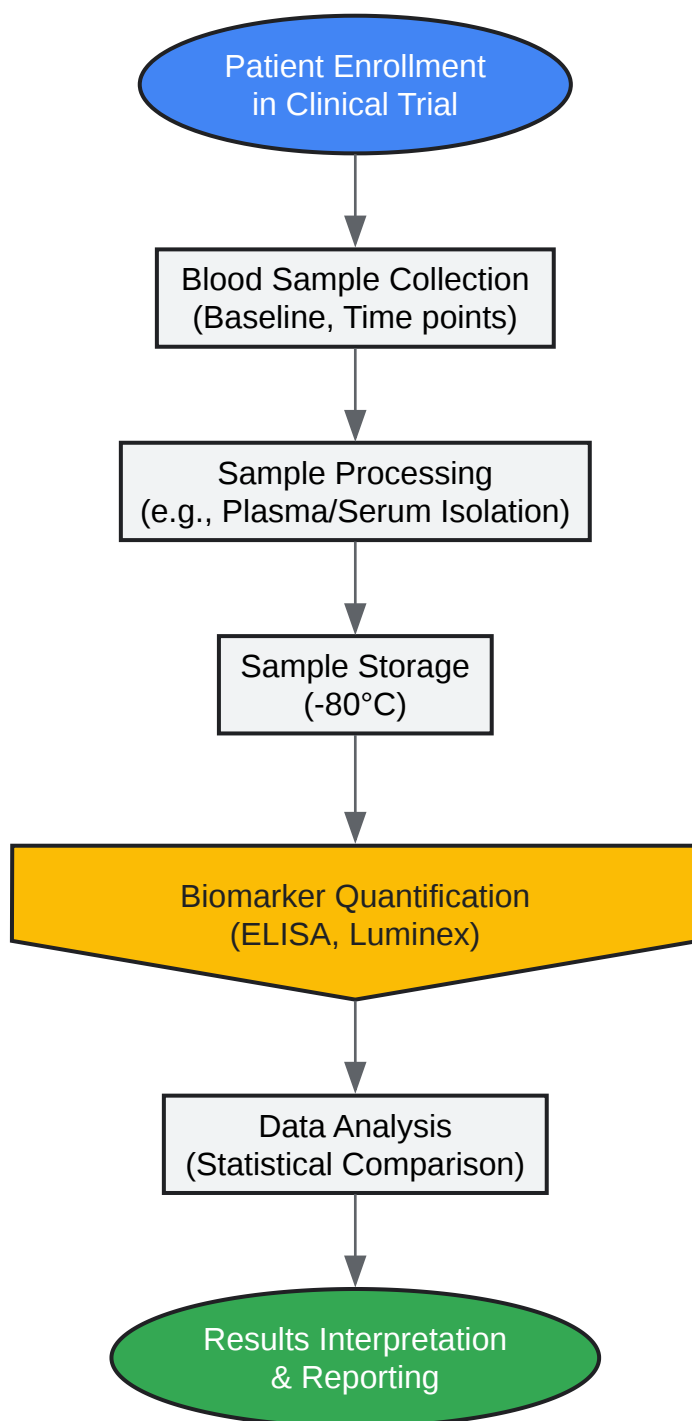 Patient Enrollment
in Clinical Trial
Blood Sample Collection
(Baseline, Time points)
Sample Processing
(e.g., Plasma/Serum Isolation)
Sample Storage
(-80°C)
Biomarker Quantification
(ELISA, Luminex)
Data Analysis
(Statistical Comparison)
Results Interpretation
& Reporting